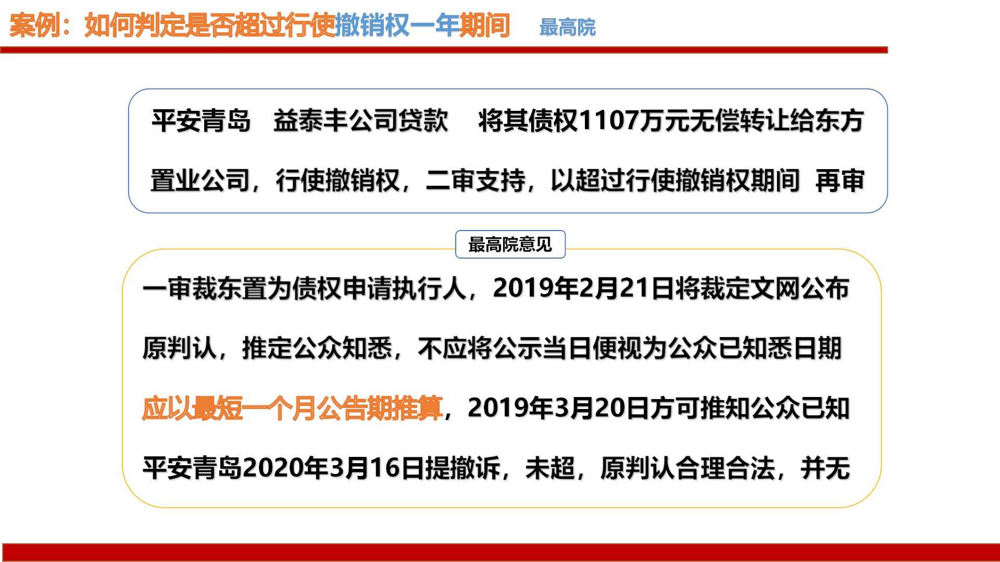 案例：如何判定是否超过行使撤销权一年期间 最高院
平安青岛 益泰丰公司贷款 将其债权1107万元无偿转让给东方
置业公司，行使撤销权，二审支持，以超过行使撤销权期间 再审
最高院意见
一审裁东置为债权申请执行人，2019年2月21日将裁定文网公布
原判认，推定公众知悉，不应将公示当日便视为公众已知悉日期
应以最短一个月公告期推算，2019年3月20日方可推知公众已知
平安青岛2020年3月16日提撤诉，未超，原判认合理合法，并无